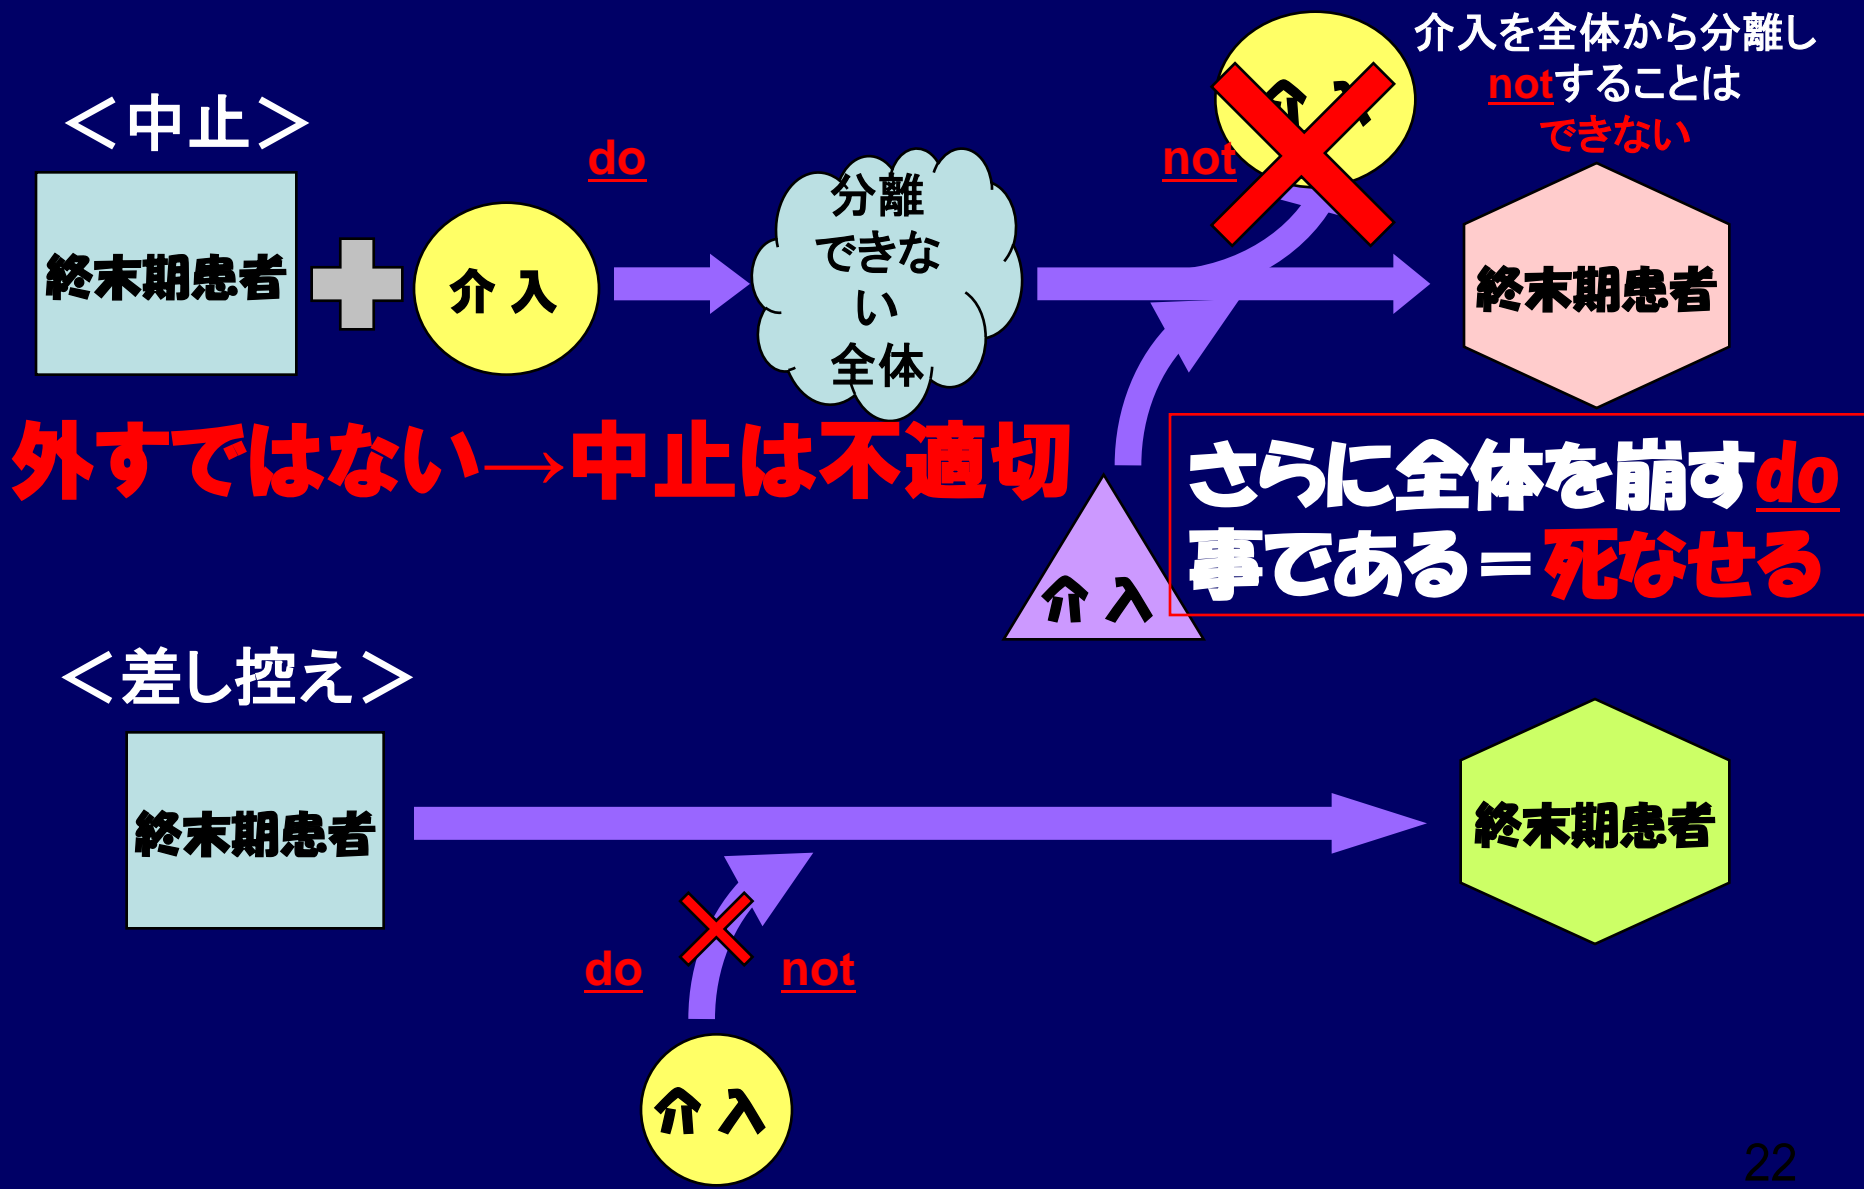 ＜中止＞
終末期患者
介 入
do
分離
できな
い
全体
not
介 入
介入を全体から分離し
notすることは
できない
終末期患者
外すではない→中止は不適切
介 入
さらに全体を崩すdo
事である＝死なせる
＜差し控え＞
終末期患者
do
not
介 入
終末期患者
22